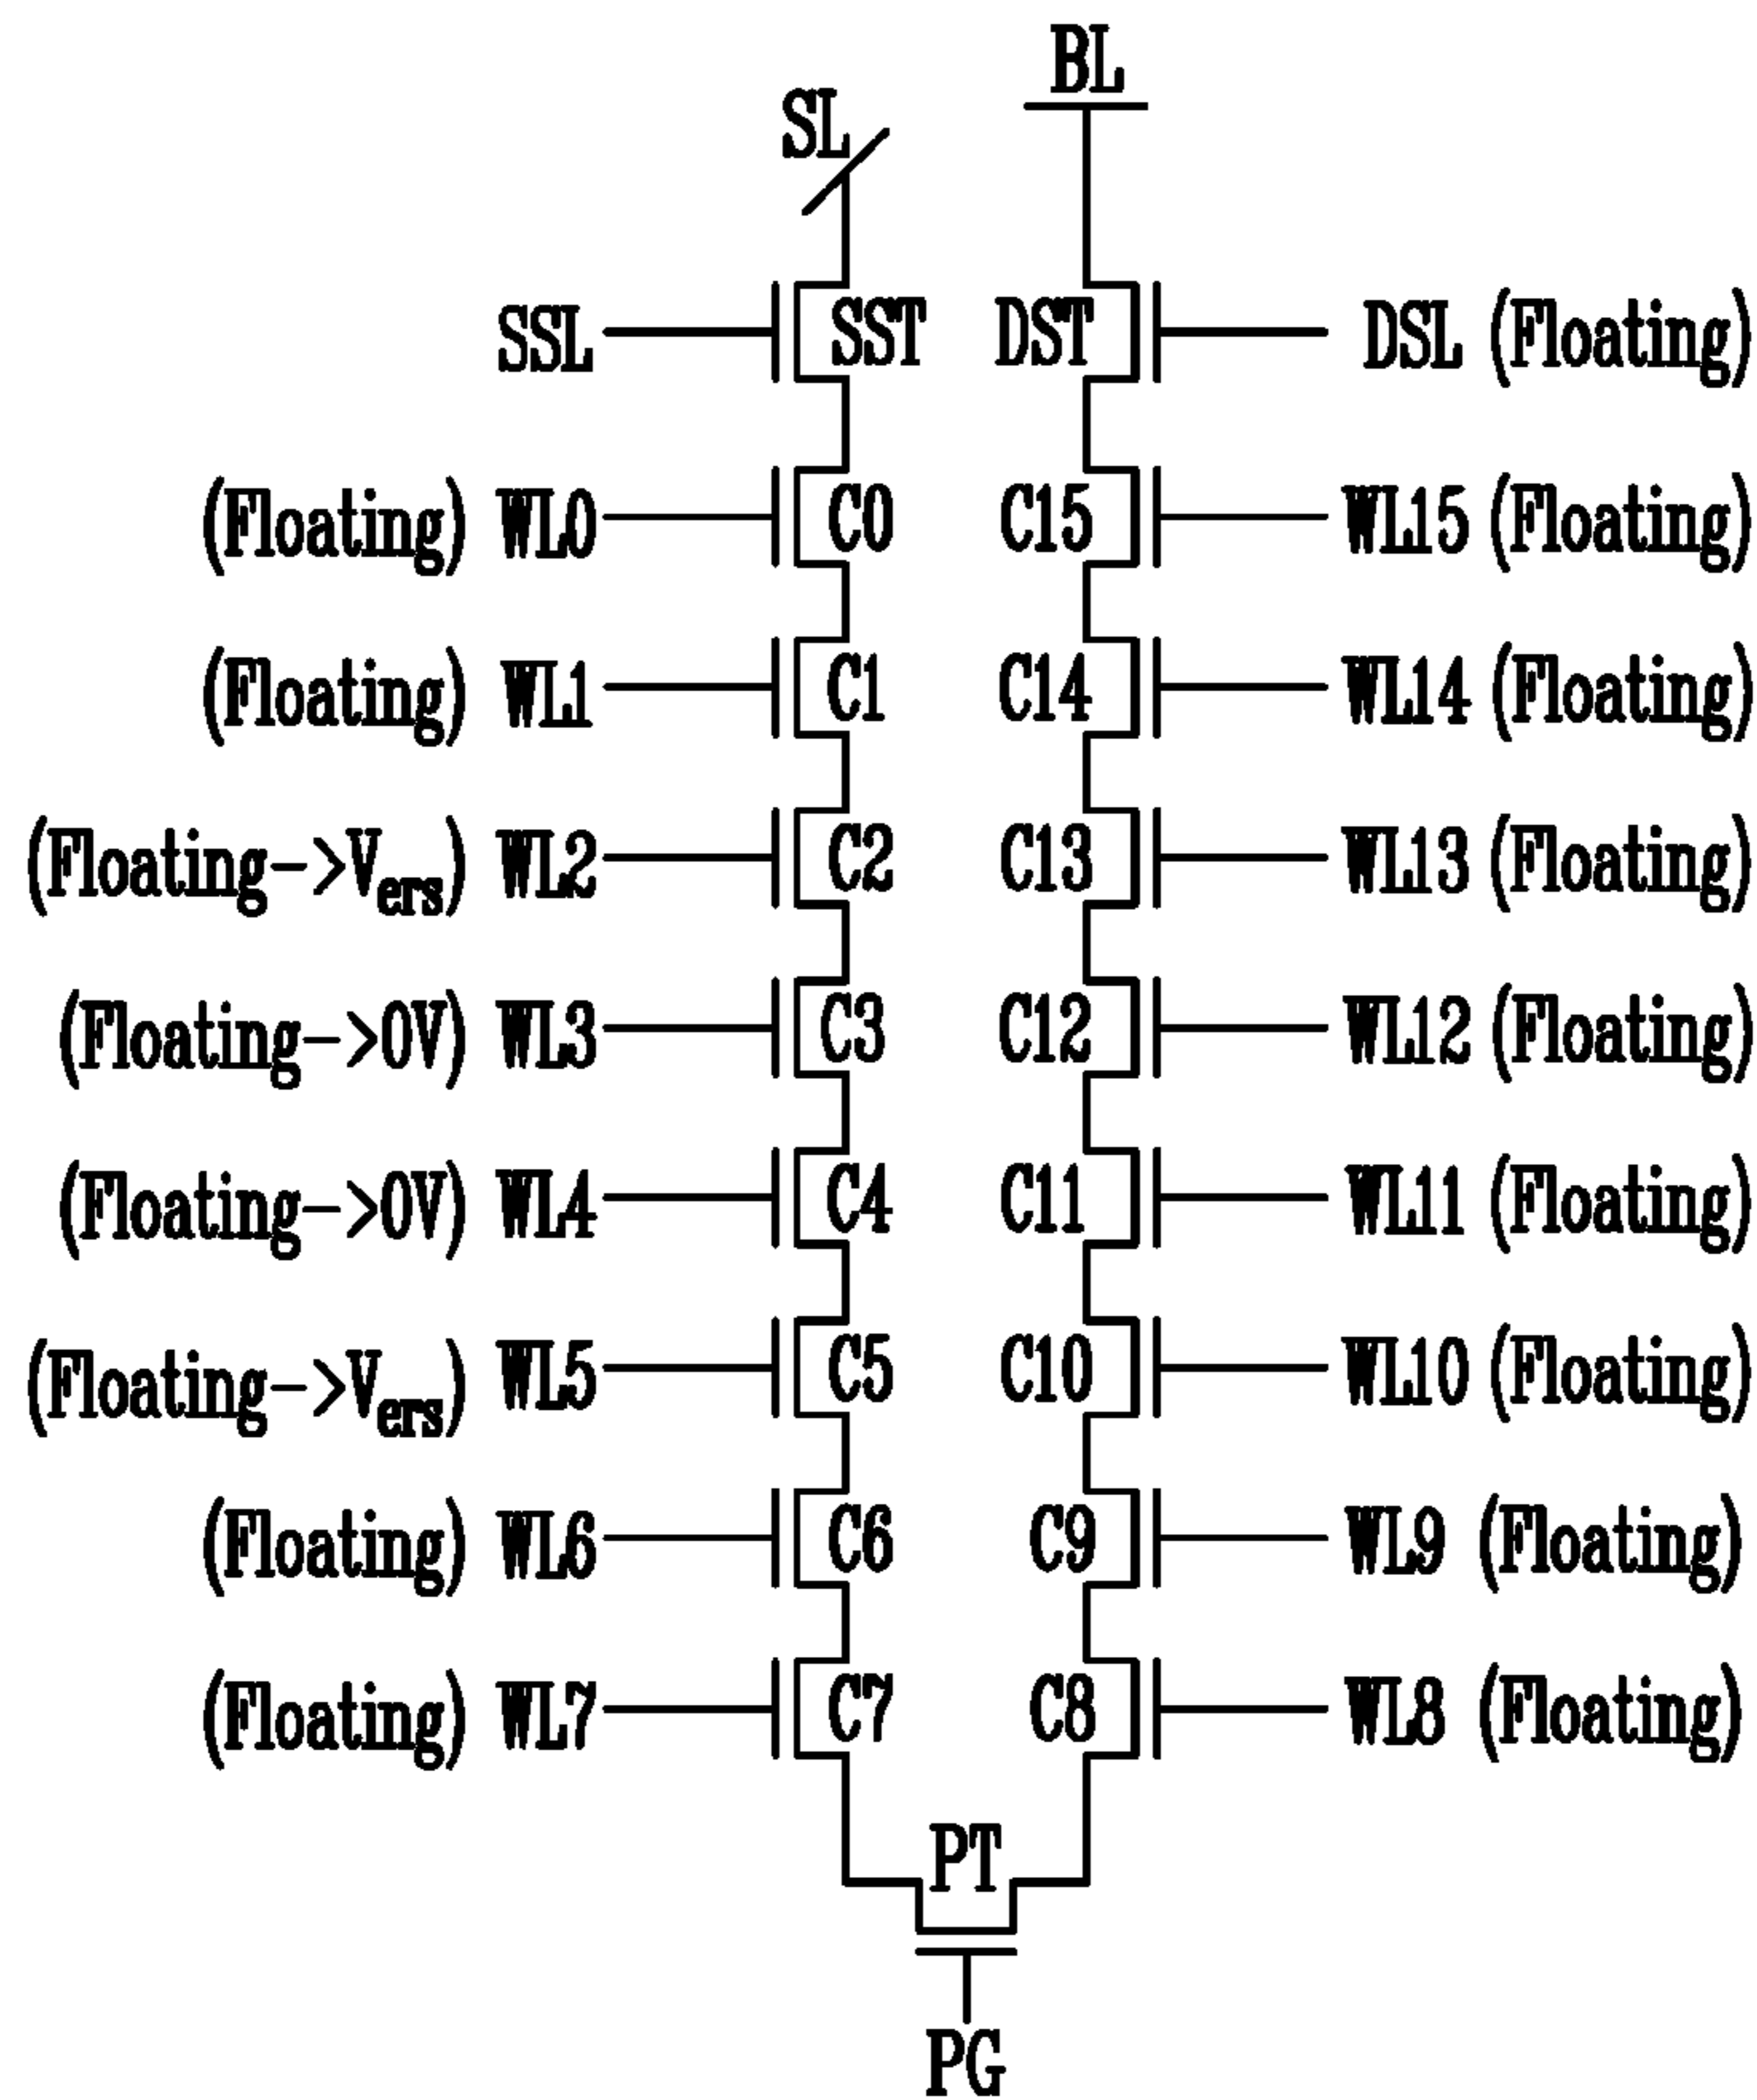 BL
SL
SSL SST DST DSL (Floating)
(Floating) WL0 C0 C15 WL15 (Floating)
(Floating) WL1 C1 C14 WL14 (Floating)
(Floating->Vers) WL2 C2 C13 WL13 (Floating)
(Floating->0V) WL3 C3 C12 WL12 (Floating)
(Floating->0V) WL4 C4 C11 WL11 (Floating)
(Floating->Vers) WL5 C5 C10 WL10 (Floating)
(Floating) WL6 C6 C9 WL9 (Floating)
(Floating) WL7 C7 C8 WL8 (Floating)
PT
PG